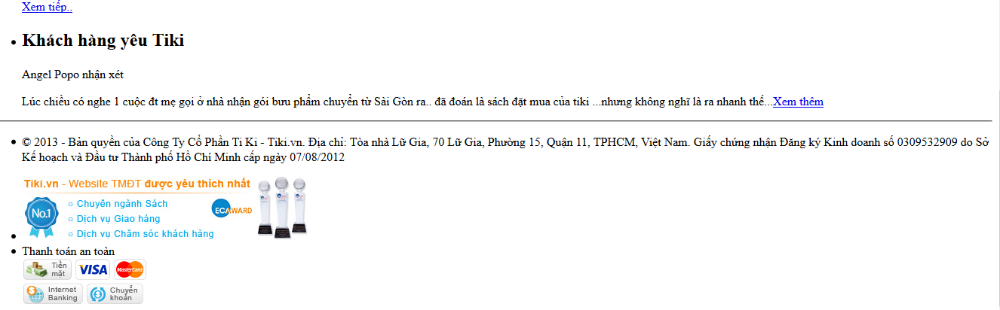 Xem tiếp..
Khách hàng yêu Tiki
Angel Popo nhận xét
Lúc chiều có nghe 1 cuộc đt mẹ gọi ở nhà nhận gói bưu phẩm chuyển từ Sài Gòn ra.. đã đoán là sách đặt mua của tiki ...nhưng không nghĩ là ra nhanh thế...Xem thêm
© 2013 - Bản quyền của Công Ty Cổ Phần Ti Ki - Tiki.vn. Địa chỉ: Tòa nhà Lữ Gia, 70 Lữ Gia, Phường 15, Quận 11, TPHCM, Việt Nam. Giấy chứng nhận Đăng ký Kinh doanh số 0309532909 do Sở
Kế hoạch và Đầu tư Thành phố Hồ Chí Minh cấp ngày 07/08/2012
Tiki.vn - Website TMĐT được yêu thích nhất
No.1
Chuyên ngành Sách
Dịch vụ Giao hàng
Dịch vụ Chăm sóc khách hàng
ECAWARD
Thanh toán an toàn
Tiền
mặt
VISA
MasterCard
Internet
Banking
Chuyển
khoản